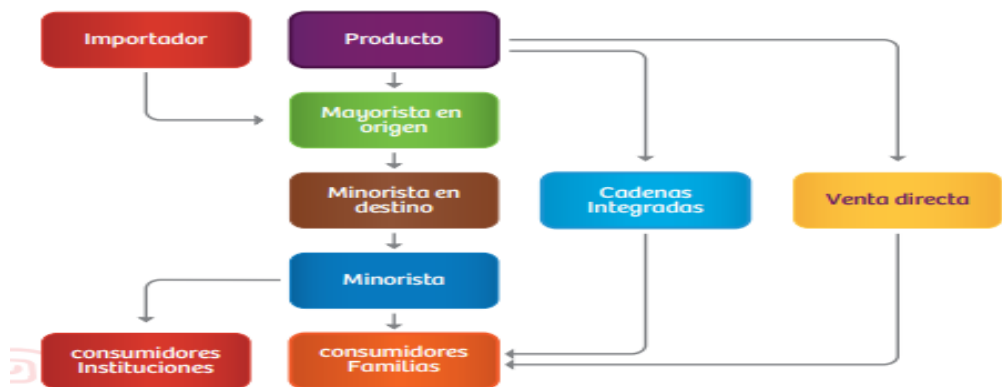 Importador
Producto
Mayorista en
origen
Minorista en
destino
Cadenas
Integradas
Venta directa
Minorista
consumidores
Instituciones
consumidores
Familias